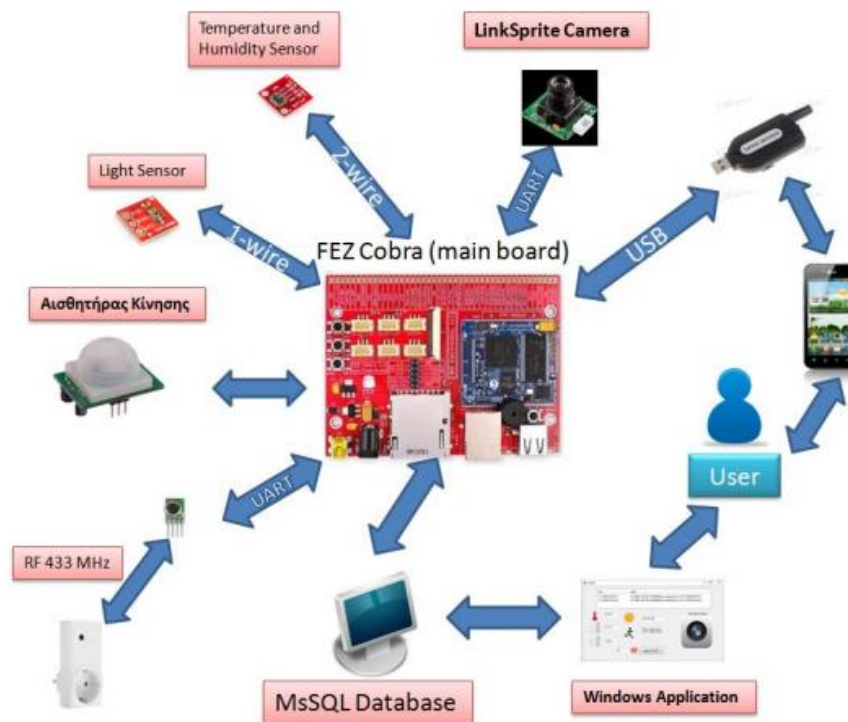 Temperature and
Humidity Sensor
LinkSprite Camera
Light Sensor
2-wire
UART
1-wire
USB
FEZ Cobra (main board)
Αισθητήρας Κίνησης
User
UART
RF 433 MHz
MsSQL Database
Windows Application